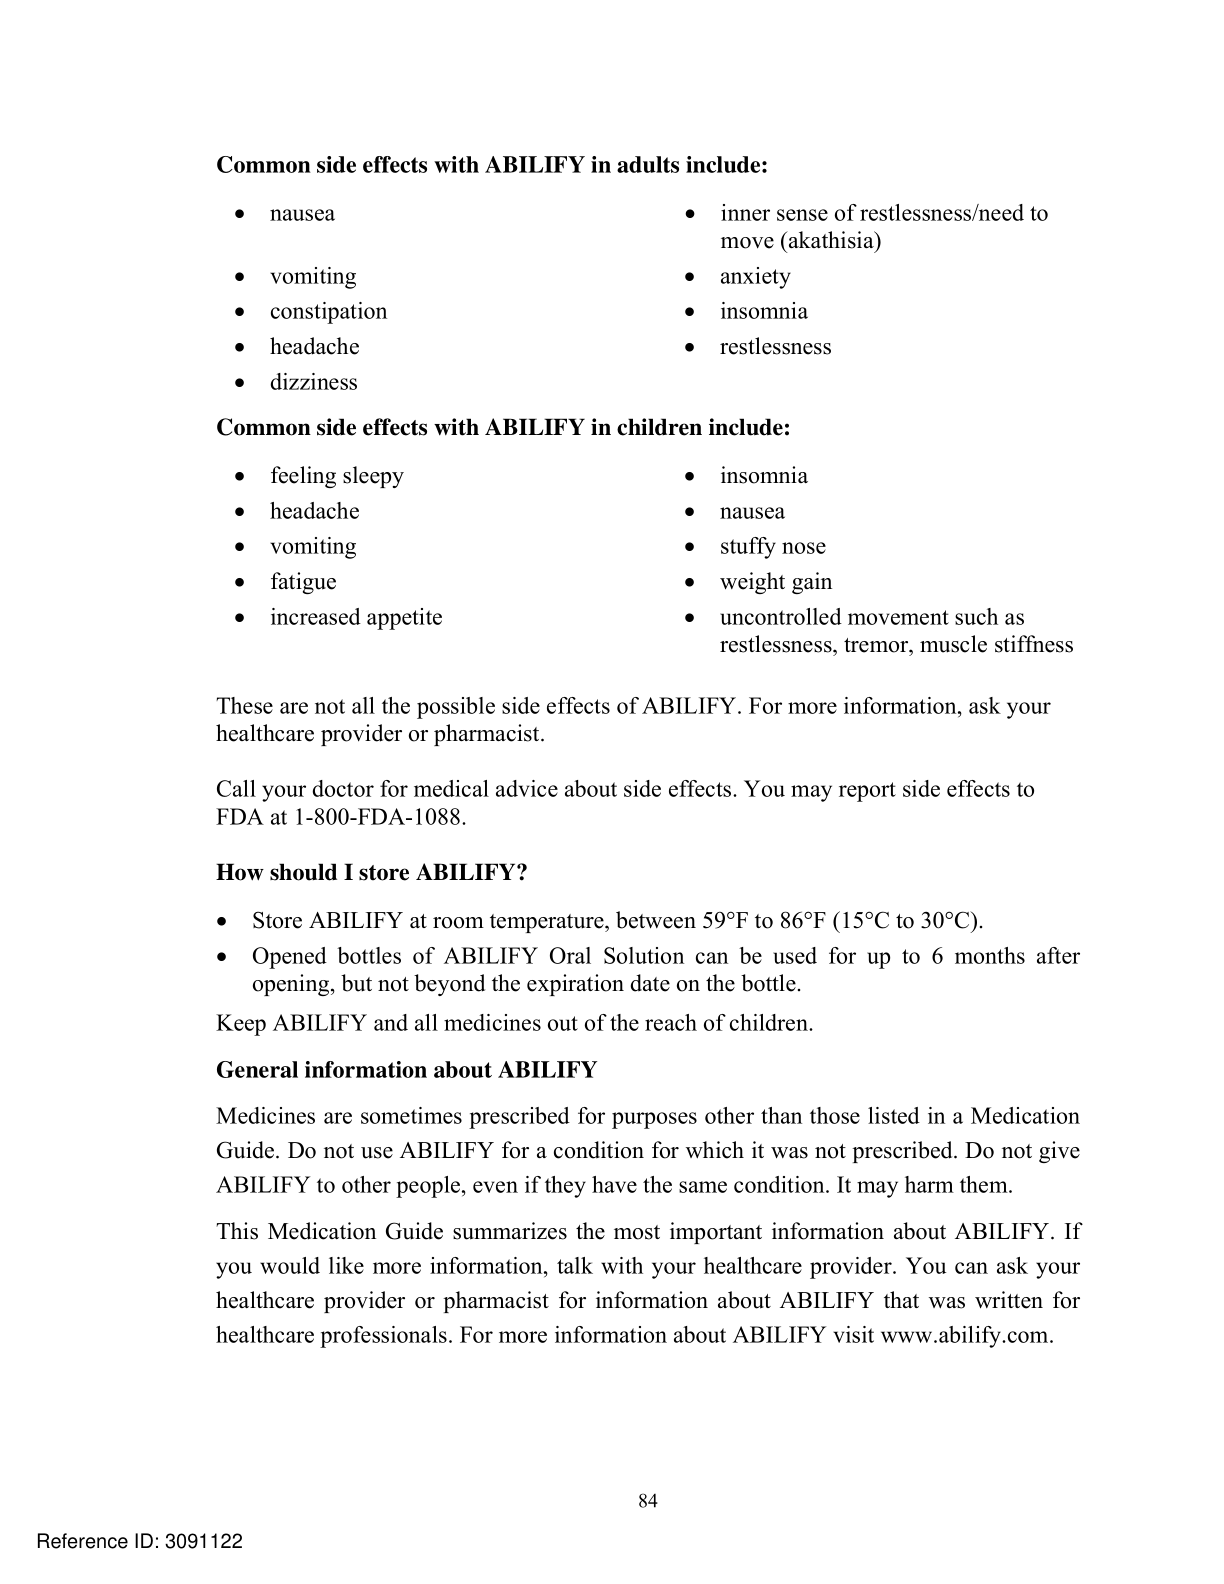 Common side effects with ABILIFY in adults include:
• nausea
• inner sense of restlessness/need to
move (akathisia)
• vomiting
• anxiety
• constipation
• insomnia
• headache
• restlessness
• dizziness
Common side effects with ABILIFY in children include:
• feeling sleepy
• insomnia
• headache
• nausea
• vomiting
• stuffy nose
• fatigue
• weight gain
• increased appetite
• uncontrolled movement such as
restlessness, tremor, muscle stiffness
These are not all the possible side effects of ABILIFY. For more information, ask your
healthcare provider or pharmacist.
Call your doctor for medical advice about side effects. You may report side effects to
FDA at 1-800-FDA-1088.
How should I store ABILIFY?
• Store ABILIFY at room temperature, between 59°F to 86°F (15°C to 30°C).
• Opened bottles of ABILIFY Oral Solution can be used for up to 6 months after
opening, but not beyond the expiration date on the bottle.
Keep ABILIFY and all medicines out of the reach of children.
General information about ABILIFY
Medicines are sometimes prescribed for purposes other than those listed in a Medication
Guide. Do not use ABILIFY for a condition for which it was not prescribed. Do not give
ABILIFY to other people, even if they have the same condition. It may harm them.
This Medication Guide summarizes the most important information about ABILIFY. If
you would like more information, talk with your healthcare provider. You can ask your
healthcare provider or pharmacist for information about ABILIFY that was written for
healthcare professionals. For more information about ABILIFY visit www.abilify.com.
84
Reference ID: 3091122